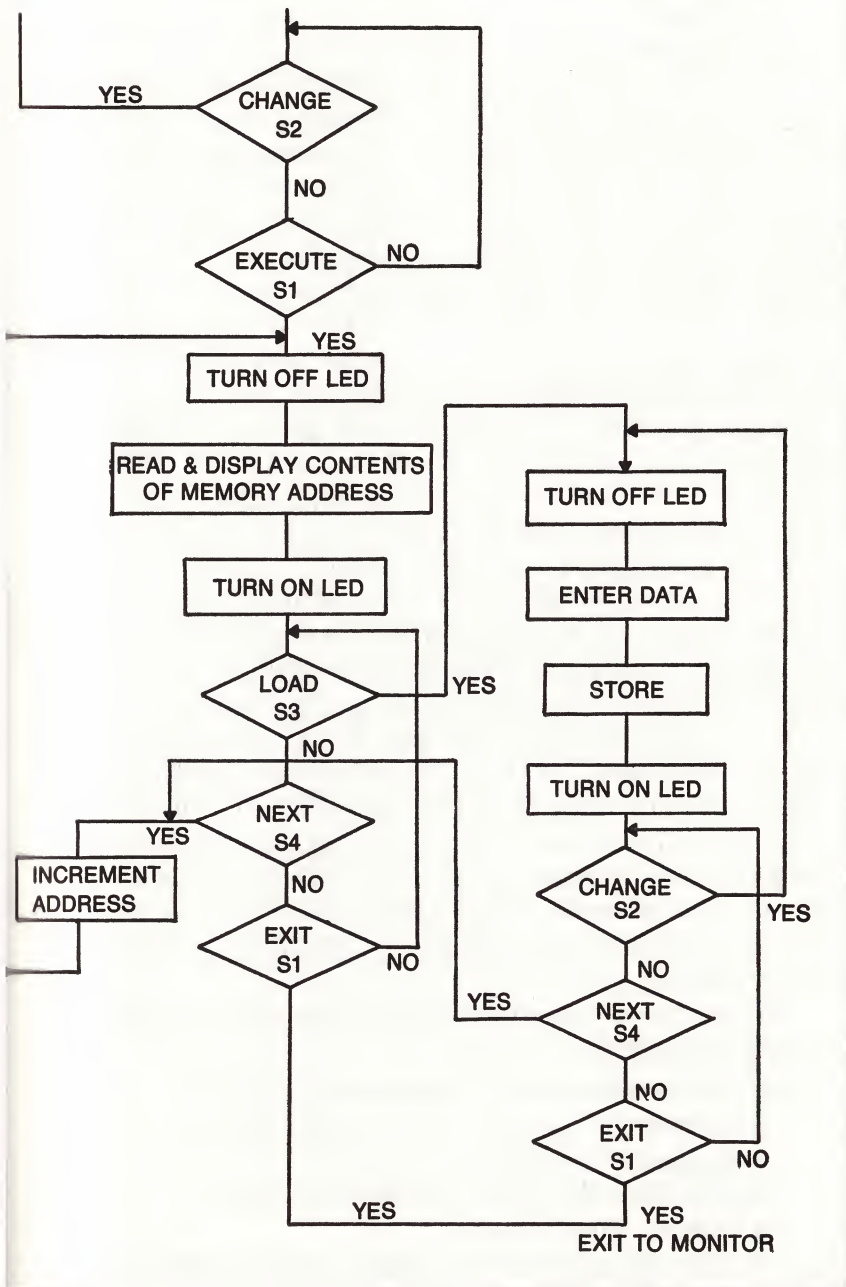 YES
CHANGE
S2
NO
EXECUTE
S1
NO
YES
TURN OFF LED
READ & DISPLAY CONTENTS
OF MEMORY ADDRESS
TURN ON LED
LOAD
S3
YES
NO
NEXT
S4
YES
INCREMENT
ADDRESS
NO
EXIT
S1
NO
YES
TURN OFF LED
ENTER DATA
STORE
TURN ON LED
CHANGE
S2
YES
NO
NEXT
S4
YES
NO
EXIT
S1
NO
YES
EXIT TO MONITOR